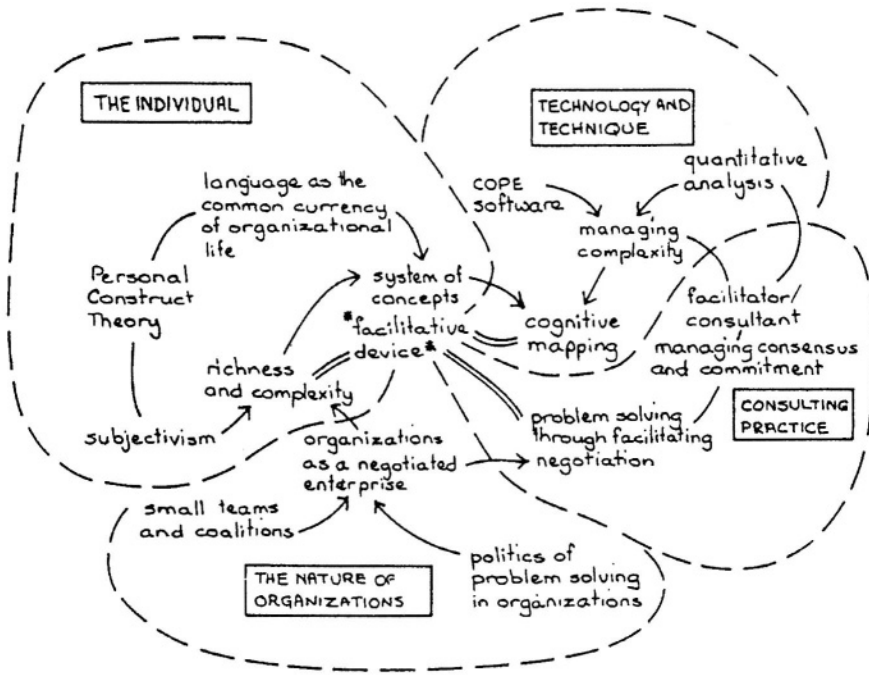 THE INDIVIDUAL
TECHNOLOGY AND
TECHNIQUE
language as the
common currency
of organizational
life
COPE
software
quantitative
analysis
managing
complexity
Personal
Construct
Theory
system of
concepts
*facilitative
device*
cognitive
mapping
facilitator/
consultant
managing consensus
and commitment
richness
and complexity
CONSULTING
PRACTICE
subjectivism
organizations
as a negotiated
enterprise
problem solving
through facilitating
negotiation
small teams
and coalitions
THE NATURE OF
ORGANIZATIONS
politics of
problem solving
in organizations